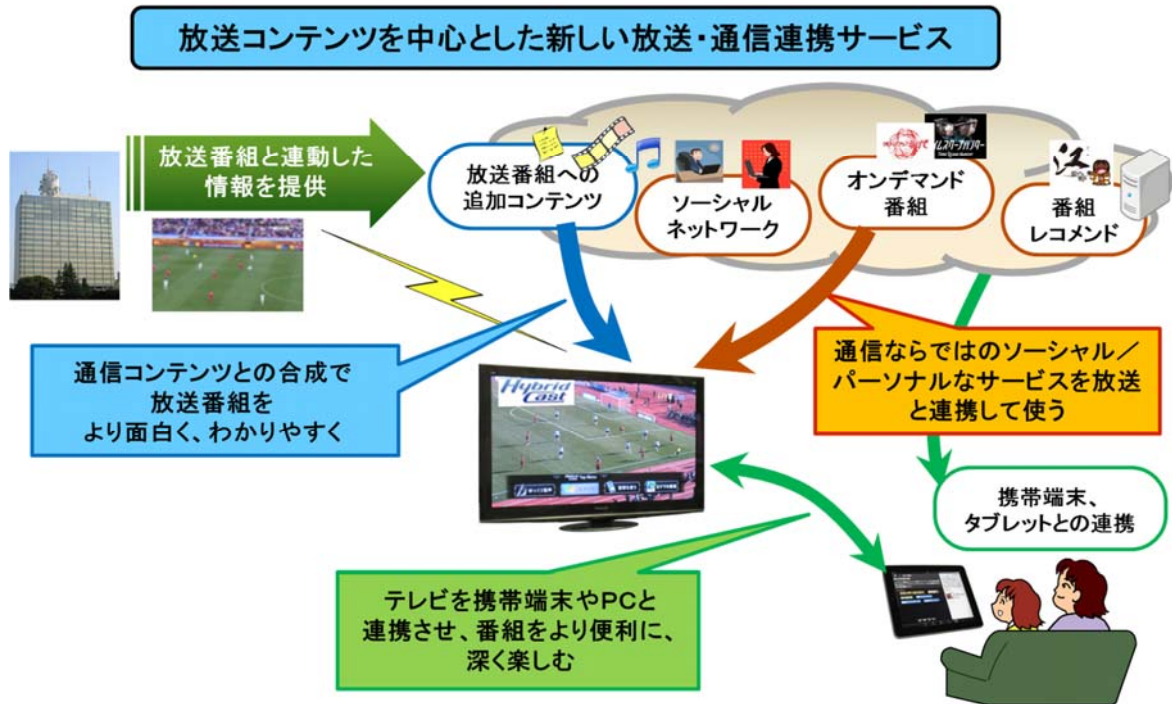 放送コンテンツを中心とした新しい放送・通信連携サービス
放送番組と連動した
情報を提供
放送番組への
追加コンテンツ
ソーシャル
ネットワーク
オンデマンド
番組
江
番組
レコメンド
通信コンテンツとの合成で
放送番組を
より面白く、わかりやすく
通信ならではのソーシャル／
パーソナルなサービスを放送
と連携して使う
Hybrid
Cast
携帯端末、
タブレットとの連携
テレビを携帯端末やPCと
連携させ、番組をより便利に、
深く楽しむ